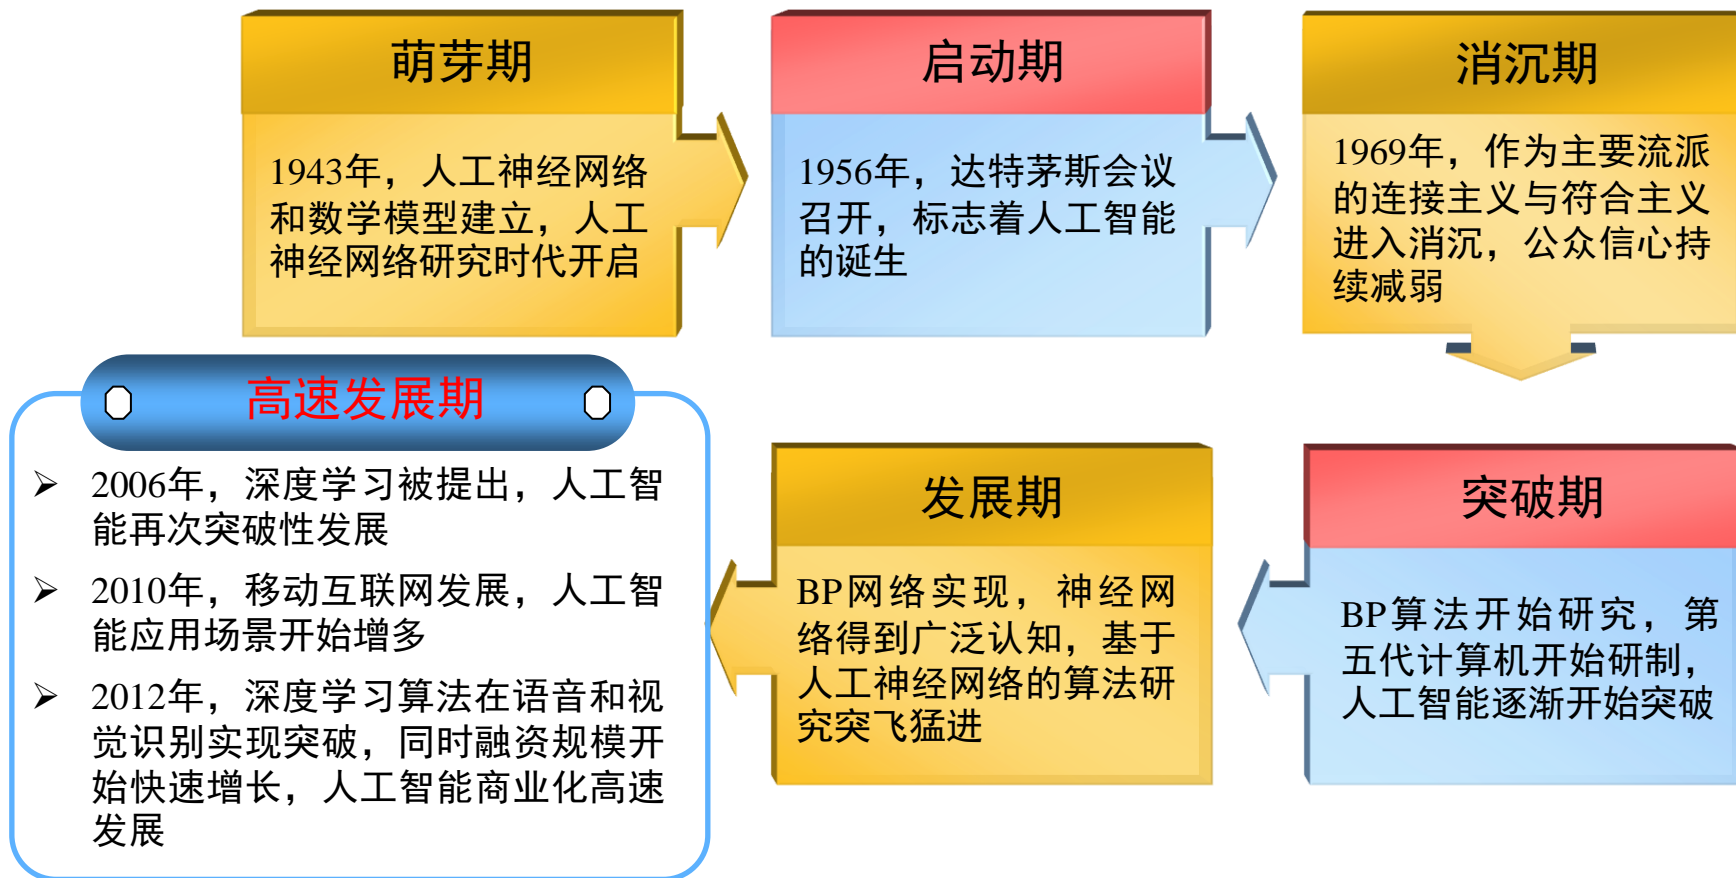 萌芽期
1943年，人工神经网络
和数学模型建立，人工
神经网络研究时代开启
启动期
1956年，达特茅斯会议
召开，标志着人工智能
的诞生
消沉期
1969年，作为主要流派
的连接主义与符合主义
进入消沉，公众信心持
续减弱
突破期
BP算法开始研究，第
五代计算机开始研制，
人工智能逐渐开始突破
发展期
BP网络实现，神经网
络得到广泛认知，基于
人工神经网络的算法研
究突飞猛进
高速发展期
➢ 2006年，深度学习被提出，人工智
能再次突破性发展
➢ 2010年，移动互联网发展，人工智
能应用场景开始增多
➢ 2012年，深度学习算法在语音和视
觉识别实现突破，同时融资规模开
始快速增长，人工智能商业化高速
发展